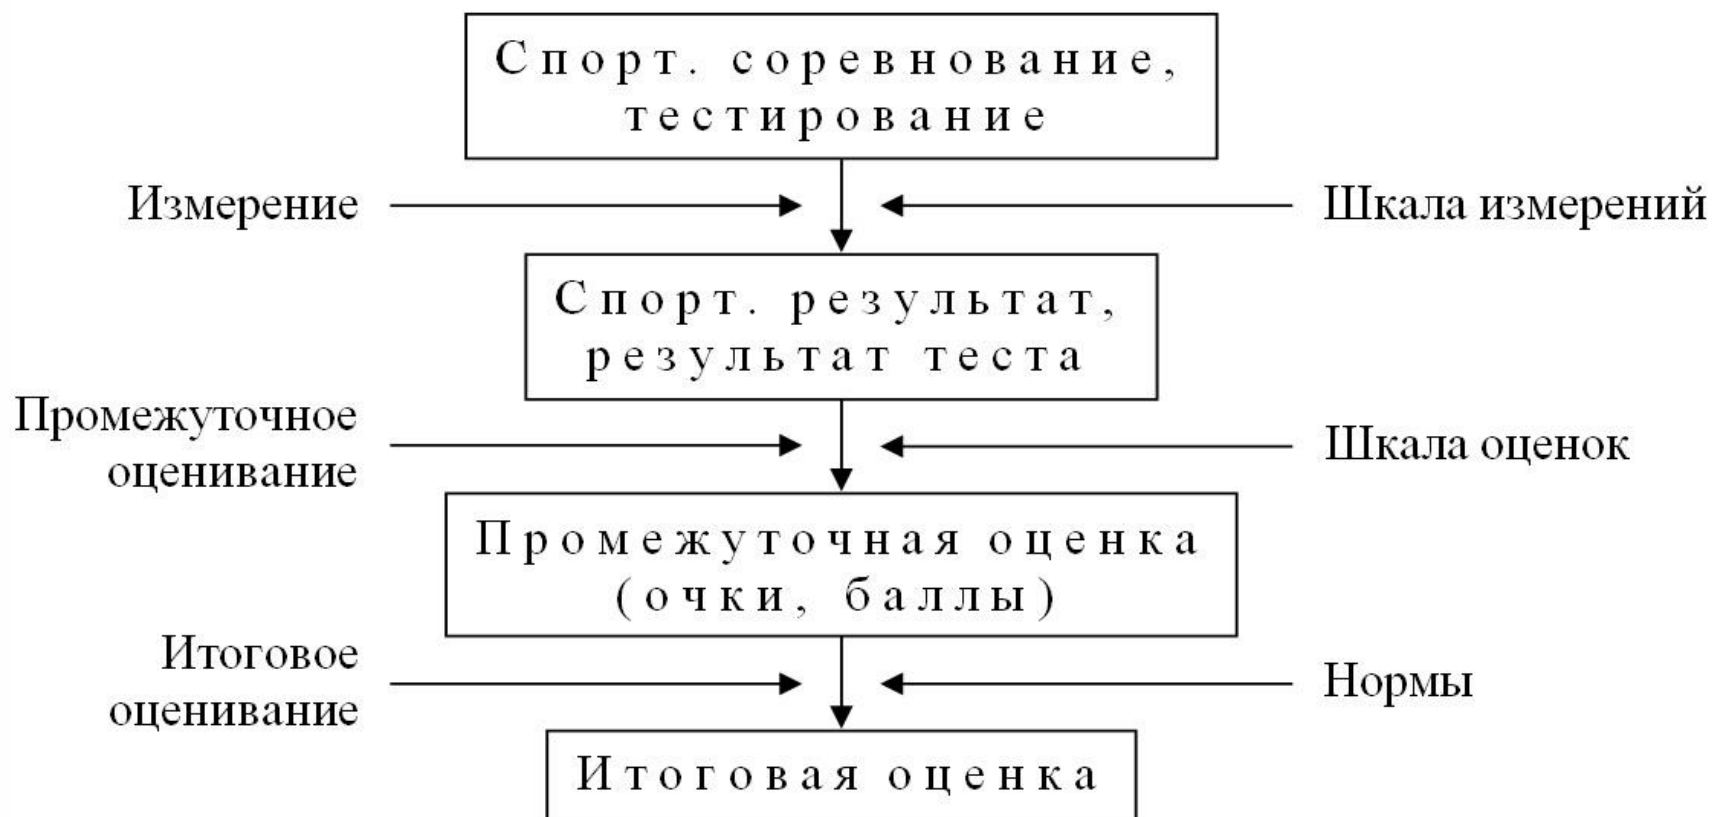 Спорт. соревнование,
тестирование
Измерение
Шкала измерений
Спорт. результат,
результат теста
Промежуточное
оценивание
Шкала оценок
Промежуточная оценка
(очки, баллы)
Итоговое
оценивание
Нормы
Итоговая оценка